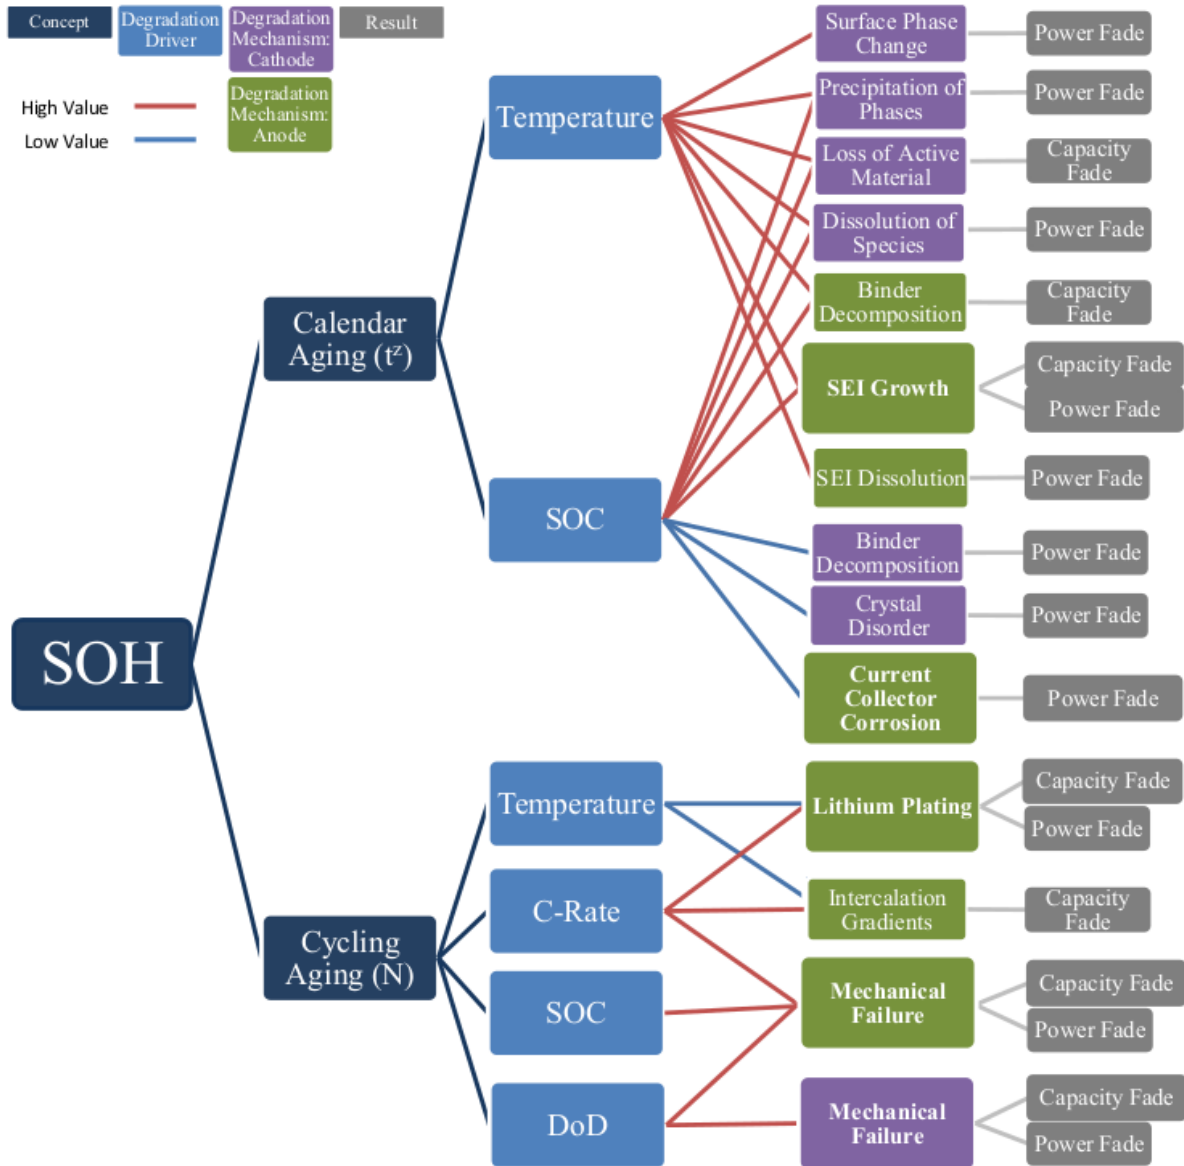 Concept
Degradation
Driver
Degradation
Mechanism:
Cathode
Result
Degradation
Mechanism:
Anode
High Value
Low Value
SOH
Calendar
Aging (tᶻ)
Cycling
Aging (N)
Temperature
SOC
Temperature
C-Rate
SOC
DoD
Surface Phase
Change
Power Fade
Precipitation of
Phases
Power Fade
Loss of Active
Material
Capacity
Fade
Dissolution of
Species
Power Fade
Binder
Decomposition
Capacity
Fade
SEI Growth
Capacity Fade
Power Fade
SEI Dissolution
Power Fade
Binder
Decomposition
Power Fade
Crystal
Disorder
Power Fade
Current
Collector
Corrosion
Power Fade
Lithium Plating
Capacity Fade
Power Fade
Intercalation
Gradients
Capacity
Fade
Mechanical
Failure
Capacity Fade
Power Fade
Mechanical
Failure
Capacity Fade
Power Fade